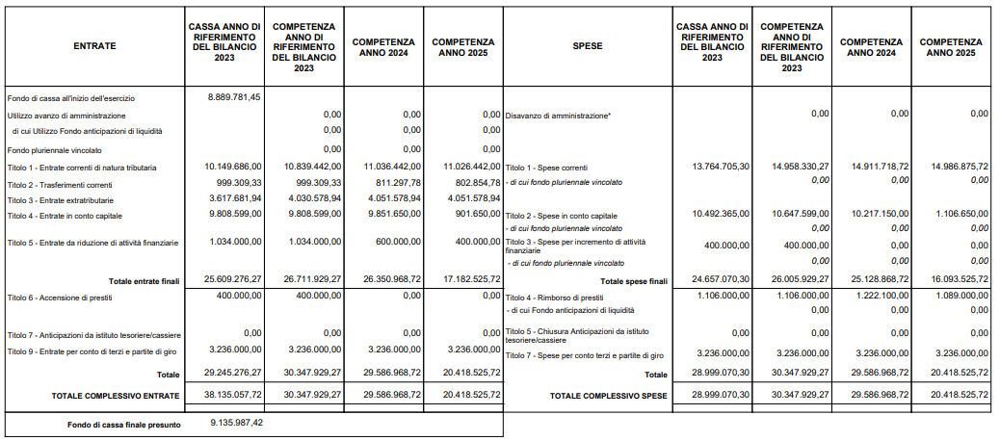 ENTRATE CASSA ANNO DI RIFERIMENTO DEL BILANCIO 2023 COMPETENZA ANNO DI RIFERIMENTO DEL BILANCIO 2023 COMPETENZA ANNO 2024 COMPETENZA ANNO 2025 SPESE CASSA ANNO DI RIFERIMENTO DEL BILANCIO 2023 COMPETENZA ANNO DI RIFERIMENTO DEL BILANCIO 2023 COMPETENZA ANNO 2024 COMPETENZA ANNO 2025
Fondo di cassa all'inizio dell'esercizio 8.889.781,45
Utilizzo avanzo di amministrazione 0,00 0,00 0,00 Disavanzo di amministrazione* 0,00 0,00 0,00
di cui Utilizzo Fondo anticipazioni di liquidità 0,00 0,00 0,00
Fondo pluriennale vincolato 0,00 0,00 0,00
Titolo 1 - Entrate correnti di natura tributaria 10.149.686,00 10.839.442,00 11.036.442,00 11.026.442,00 Titolo 1 - Spese correnti 13.764.705,30 14.958.330,27 14.911.718,72 14.986.875,72
Titolo 2 - Trasferimenti correnti 999.309,33 999.309,33 811.297,78 802.854,78 - di cui fondo pluriennale vincolato 0,00 0,00 0,00
Titolo 3 - Entrate extratributarie 3.617.681,94 4.030.578,94 4.051.578,94 4.051.578,94
Titolo 4 - Entrate in conto capitale 9.808.599,00 9.808.599,00 9.851.650,00 901.650,00 Titolo 2 - Spese in conto capitale 10.492.365,00 10.647.599,00 10.217.150,00 1.106.650,00
- di cui fondo pluriennale vincolato 0,00 0,00 0,00
Titolo 5 - Entrate da riduzione di attività finanziarie 1.034.000,00 1.034.000,00 600.000,00 400.000,00 Titolo 3 - Spese per incremento di attività finanziarie 400.000,00 400.000,00 0,00 0,00
- di cui fondo pluriennale vincolato 0,00 0,00 0,00
Totale entrate finali 25.609.276,27 26.711.929,27 26.350.968,72 17.182.525,72 Totale spese finali 24.657.070,30 26.005.929,27 25.128.868,72 16.093.525,72
Titolo 6 - Accensione di prestiti 400.000,00 400.000,00 0,00 0,00 Titolo 4 - Rimborso di prestiti 1.106.000,00 1.106.000,00 1.222.100,00 1.089.000,00
- di cui Fondo anticipazioni di liquidità 0,00 0,00 0,00
Titolo 7 - Anticipazioni da istituto tesoriere/cassiere 0,00 0,00 0,00 0,00 Titolo 5 - Chiusura Anticipazioni da istituto tesoriere/cassiere 0,00 0,00 0,00 0,00
Titolo 9 - Entrate per conto di terzi e partite di giro 3.236.000,00 3.236.000,00 3.236.000,00 3.236.000,00 Titolo 7 - Spese per conto terzi e partite di giro 3.236.000,00 3.236.000,00 3.236.000,00 3.236.000,00
Totale 29.245.276,27 30.347.929,27 29.586.968,72 20.418.525,72 Totale 28.999.070,30 30.347.929,27 29.586.968,72 20.418.525,72
TOTALE COMPLESSIVO ENTRATE 38.135.057,72 30.347.929,27 29.586.968,72 20.418.525,72 TOTALE COMPLESSIVO SPESE 28.999.070,30 30.347.929,27 29.586.968,72 20.418.525,72
Fondo di cassa finale presunto 9.135.987,42